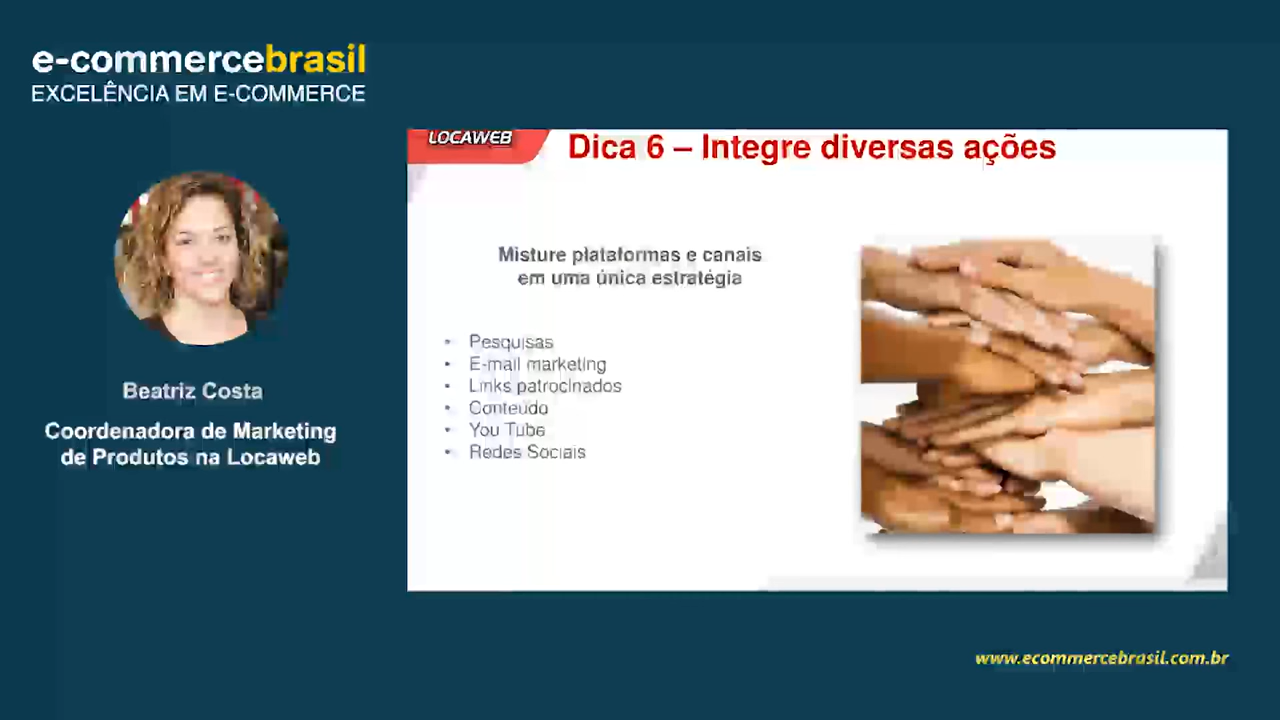 e-commercebrasil
EXCELÊNCIA EM E-COMMERCE
LOCAWEB
Dica 6 – Integre diversas ações
Misture plataformas e canais
em uma única estratégia
• Pesquisas
• E-mail marketing
• Links patrocinados
• Conteúdo
• You Tube
• Redes Sociais
Beatriz Costa
Coordenadora de Marketing
de Produtos na Locaweb
www.ecommercebrasil.com.br